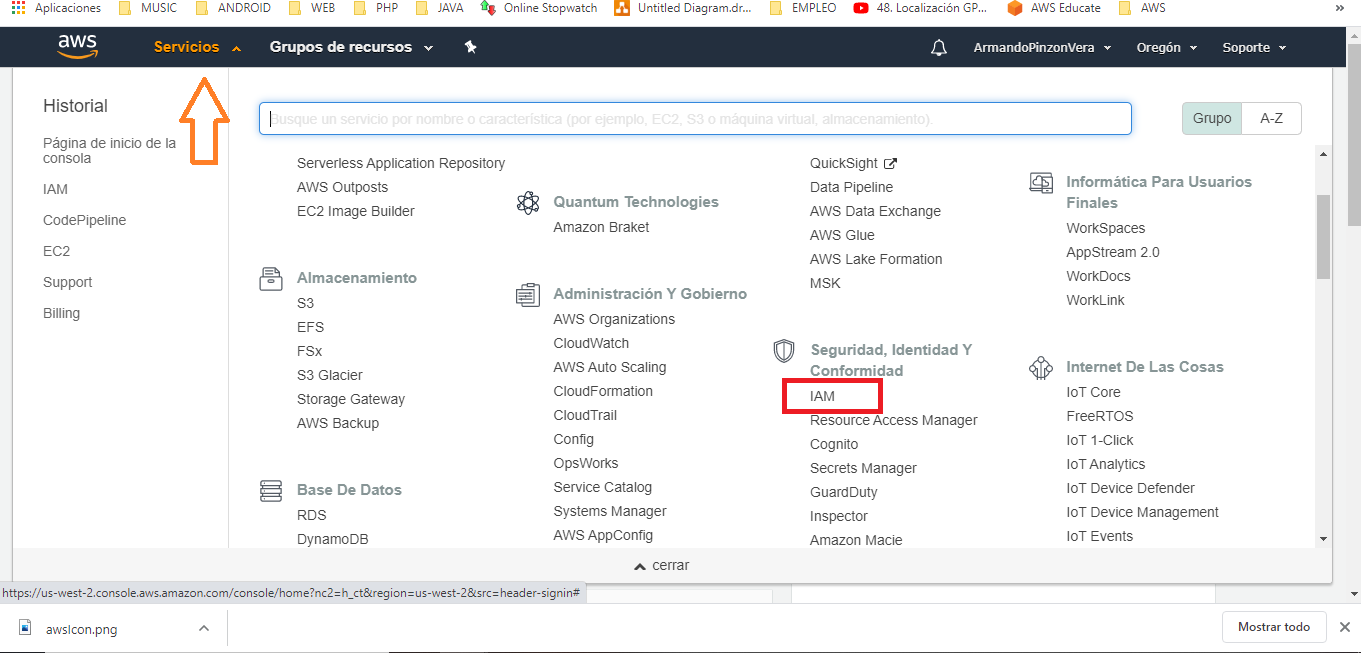 Aplicaciones MUSIC ANDROID WEB PHP JAVA Online Stopwatch Untitled Diagram.dr... EMPLEO 48. Localización GP... AWS Educate AWS »
aws Servicios Grupos de recursos ArmandoPinzonVera Oregón Soporte
Historial
Página de inicio de la
consola
IAM
CodePipeline
EC2
Support
Billing
Busque un servicio por nombre o característica (por ejemplo, EC2, S3 o máquina virtual, almacenamiento).
Grupo A-Z
Serverless Application Repository
AWS Outposts
EC2 Image Builder
Almacenamiento
S3
EFS
FSx
S3 Glacier
Storage Gateway
AWS Backup
Base De Datos
RDS
DynamoDB
Quantum Technologies
Amazon Braket
Administración Y Gobierno
AWS Organizations
CloudWatch
AWS Auto Scaling
CloudFormation
CloudTrail
Config
OpsWorks
Service Catalog
Systems Manager
AWS AppConfig
QuickSight
Data Pipeline
AWS Data Exchange
AWS Glue
AWS Lake Formation
MSK
Seguridad, Identidad Y
Conformidad
IAM
Resource Access Manager
Cognito
Secrets Manager
GuardDuty
Inspector
Amazon Macie
Informática Para Usuarios
Finales
WorkSpaces
AppStream 2.0
WorkDocs
WorkLink
Internet De Las Cosas
IoT Core
FreeRTOS
IoT 1-Click
IoT Analytics
IoT Device Defender
IoT Device Management
IoT Events
cerrar
https://us-west-2.console.aws.amazon.com/console/home?nc2=h_ct&region=us-west-2&src=header-signin#
awsIcon.png
Mostrar todo